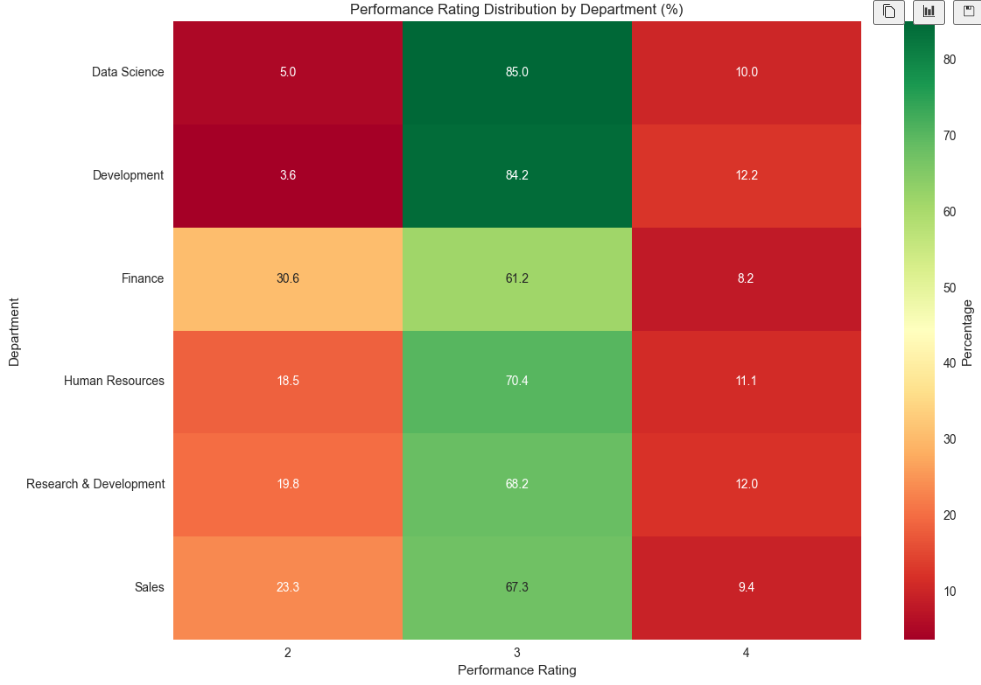 Performance Rating Distribution by Department (%)
Data Science 5.0 85.0 10.0
Development 3.6 84.2 12.2
Finance 30.6 61.2 8.2
Human Resources 18.5 70.4 11.1
Research & Development 19.8 68.2 12.0
Sales 23.3 67.3 9.4
2 3 4
Performance Rating
Department
80
70
60
50
40
30
20
10
Percentage